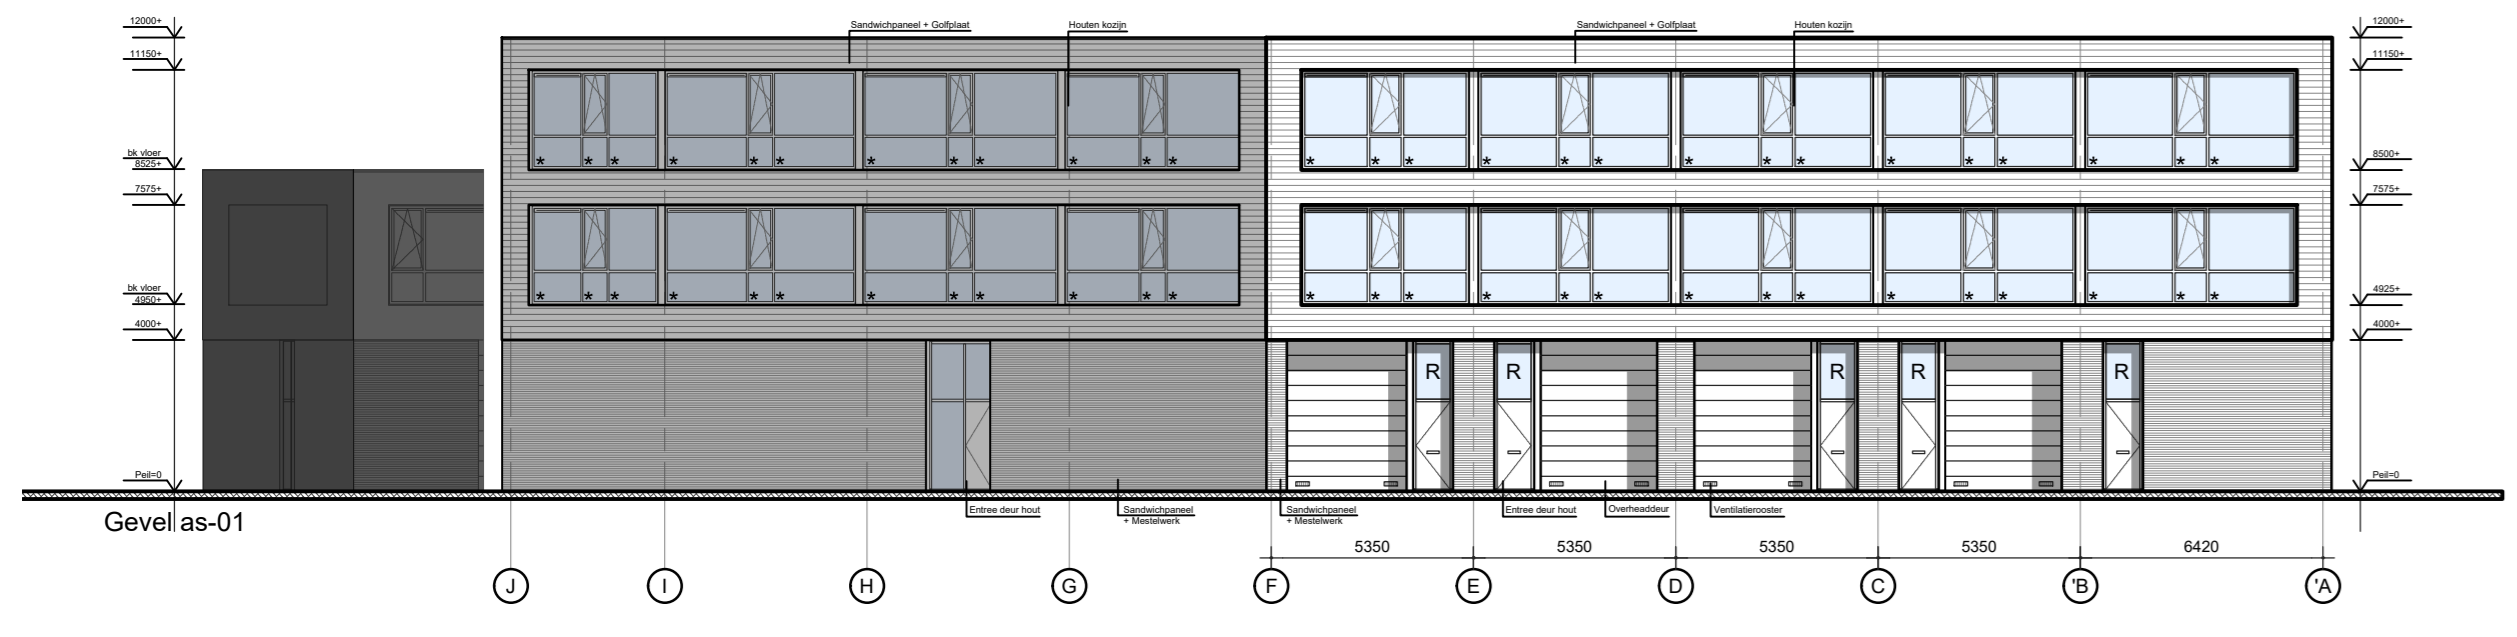 12000+
Sandwichpaneel + Golfplaat
Houten kozijn
Sandwichpaneel + Golfplaat
Houten kozijn
12000+
11150+
11150+
bk vloer
8525+
* * * * * * * * * * * *
* * * * * * * * * * * * * * *
8500+
7575+
7575+
bk vloer
4950+
* * * * * * * * * * * *
* * * * * * * * * * * * * * *
4925+
4000+
4000+
R R R R R
Peil=0
Peil=0
Gevel as-01
Entree deur hout
Sandwichpaneel
+ Mestelwerk
Sandwichpaneel
+ Mestelwerk
Entree deur hout
Overheaddeur
Ventilatierooster
5350 5350 5350 5350 6420
J I H G F E D C 'B 'A